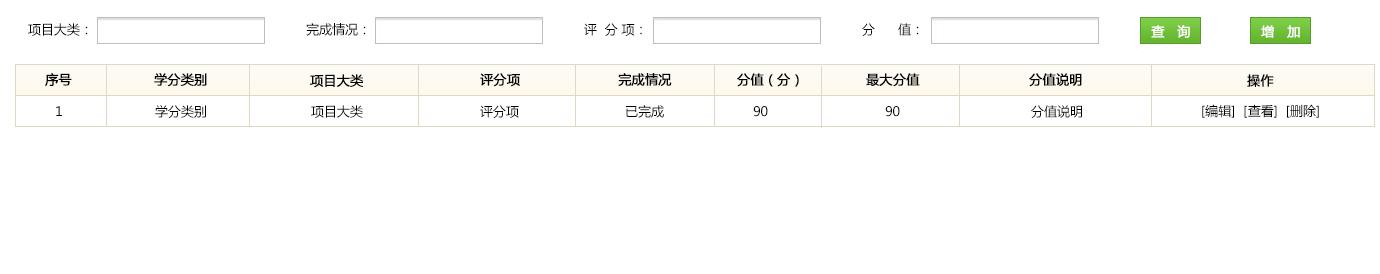 项目大类： 完成情况： 评 分 项： 分 值： 查 询 增 加
序号 学分类别 项目大类 评分项 完成情况 分值（分） 最大分值 分值说明 操作
1 学分类别 项目大类 评分项 已完成 90 90 分值说明 [编辑] [查看] [删除]